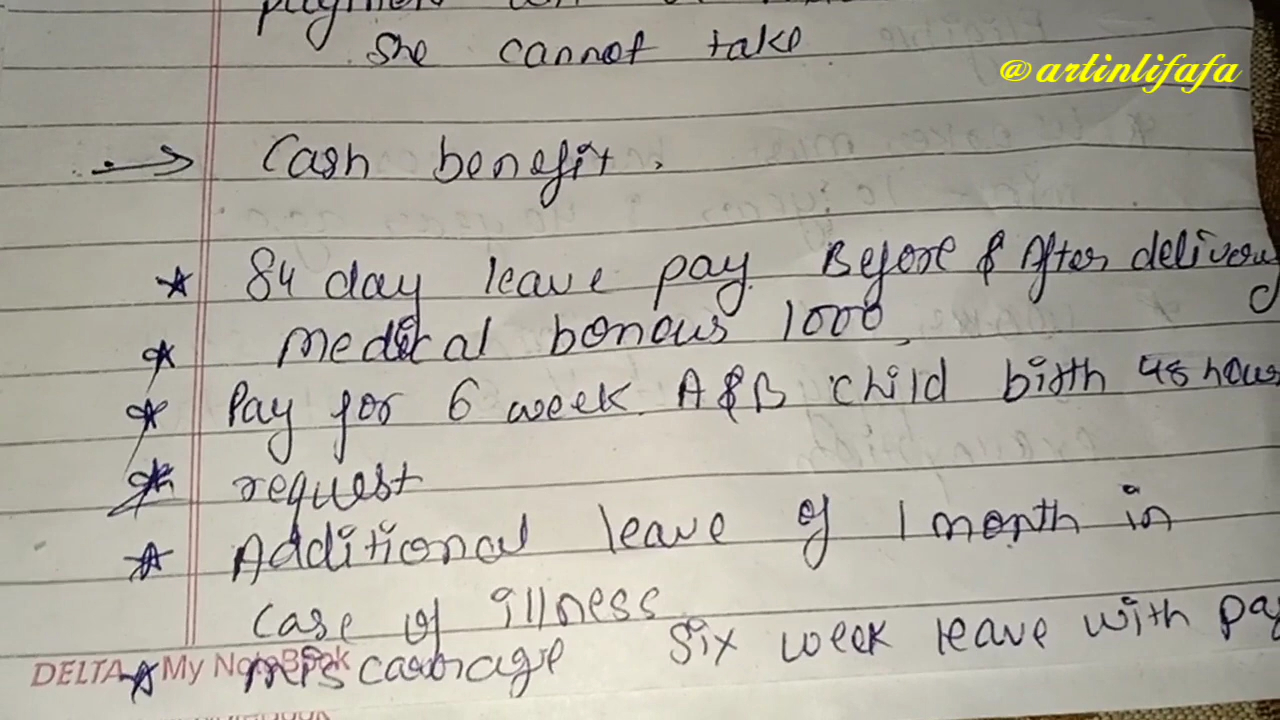 she cannot take
@artinlifafa
→ Cash benefit.
* 84 day leave pay Before & After delivery
* medical bonous 1000
* Pay for 6 week A&B child birth 48 hous
* request
* Additional leave of 1 month in
case of illness
* miscarriage six week leave with pay
DELTA My NoteBook